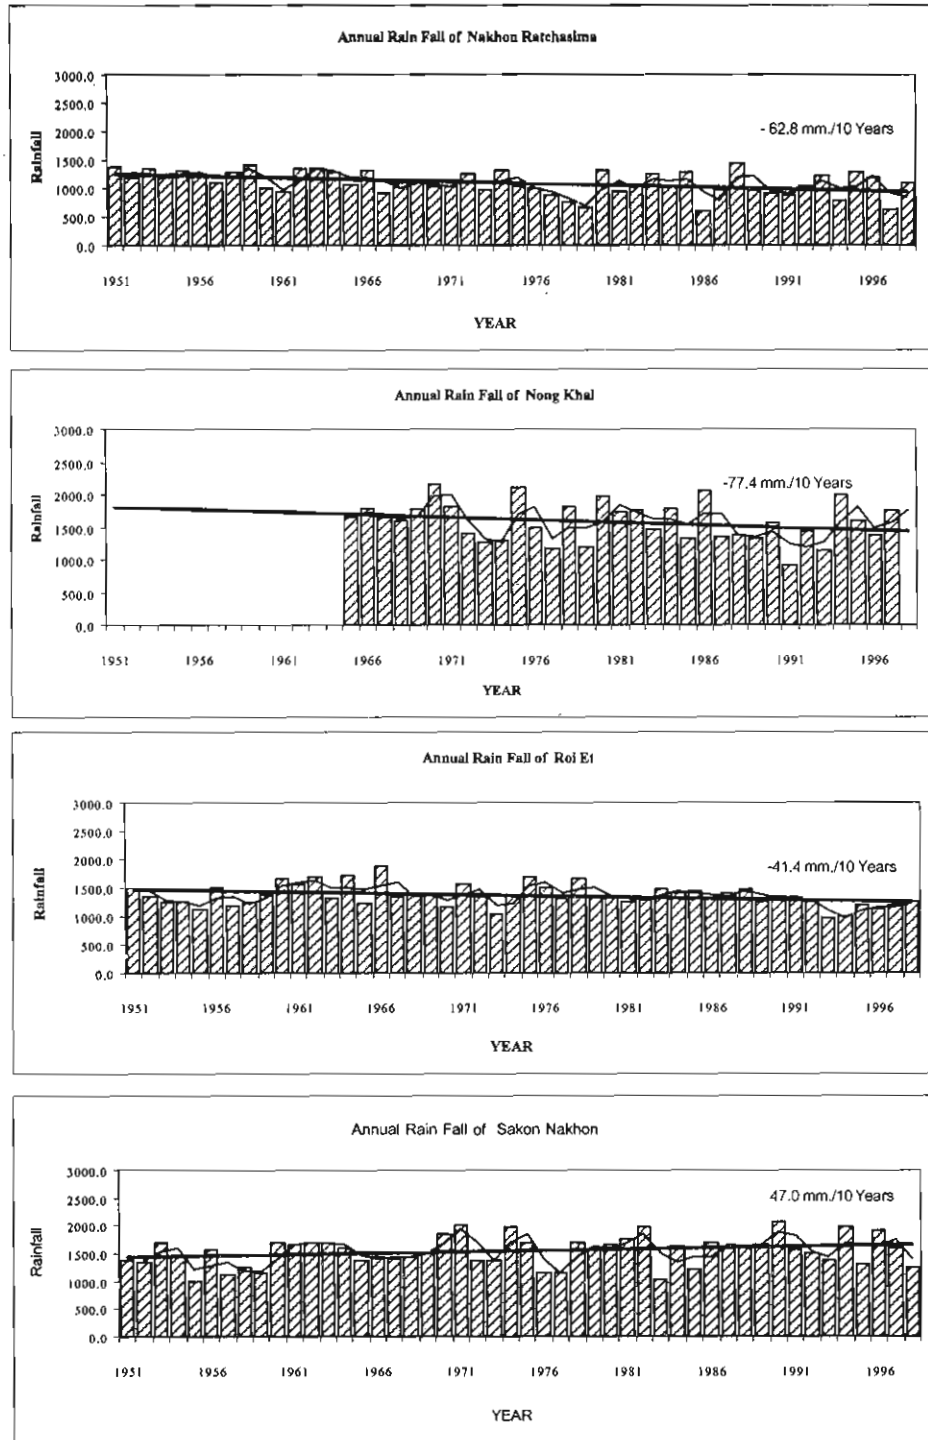 Annual Rain Fall of Nakhon Ratchasima
3000.0
2500.0
2000.0
1500.0
1000.0
500.0
0.0
Rainfall
- 62.8 mm./10 Years
1951 1956 1961 1966 1971 1976 1981 1986 1991 1996
YEAR
Annual Rain Fall of Nong Khai
3000.0
2500.0
2000.0
1500.0
1000.0
500.0
0.0
Rainfall
-77.4 mm./10 Years
1951 1956 1961 1966 1971 1976 1981 1986 1991 1996
YEAR
Annual Rain Fall of Roi Et
3000.0
2500.0
2000.0
1500.0
1000.0
500.0
0.0
Rainfall
-41.4 mm./10 Years
1951 1956 1961 1966 1971 1976 1981 1986 1991 1996
YEAR
Annual Rain Fall of Sakon Nakhon
3000.0
2500.0
2000.0
1500.0
1000.0
500.0
0.0
Rainfall
47.0 mm./10 Years
1951 1956 1961 1966 1971 1976 1981 1986 1991 1996
YEAR